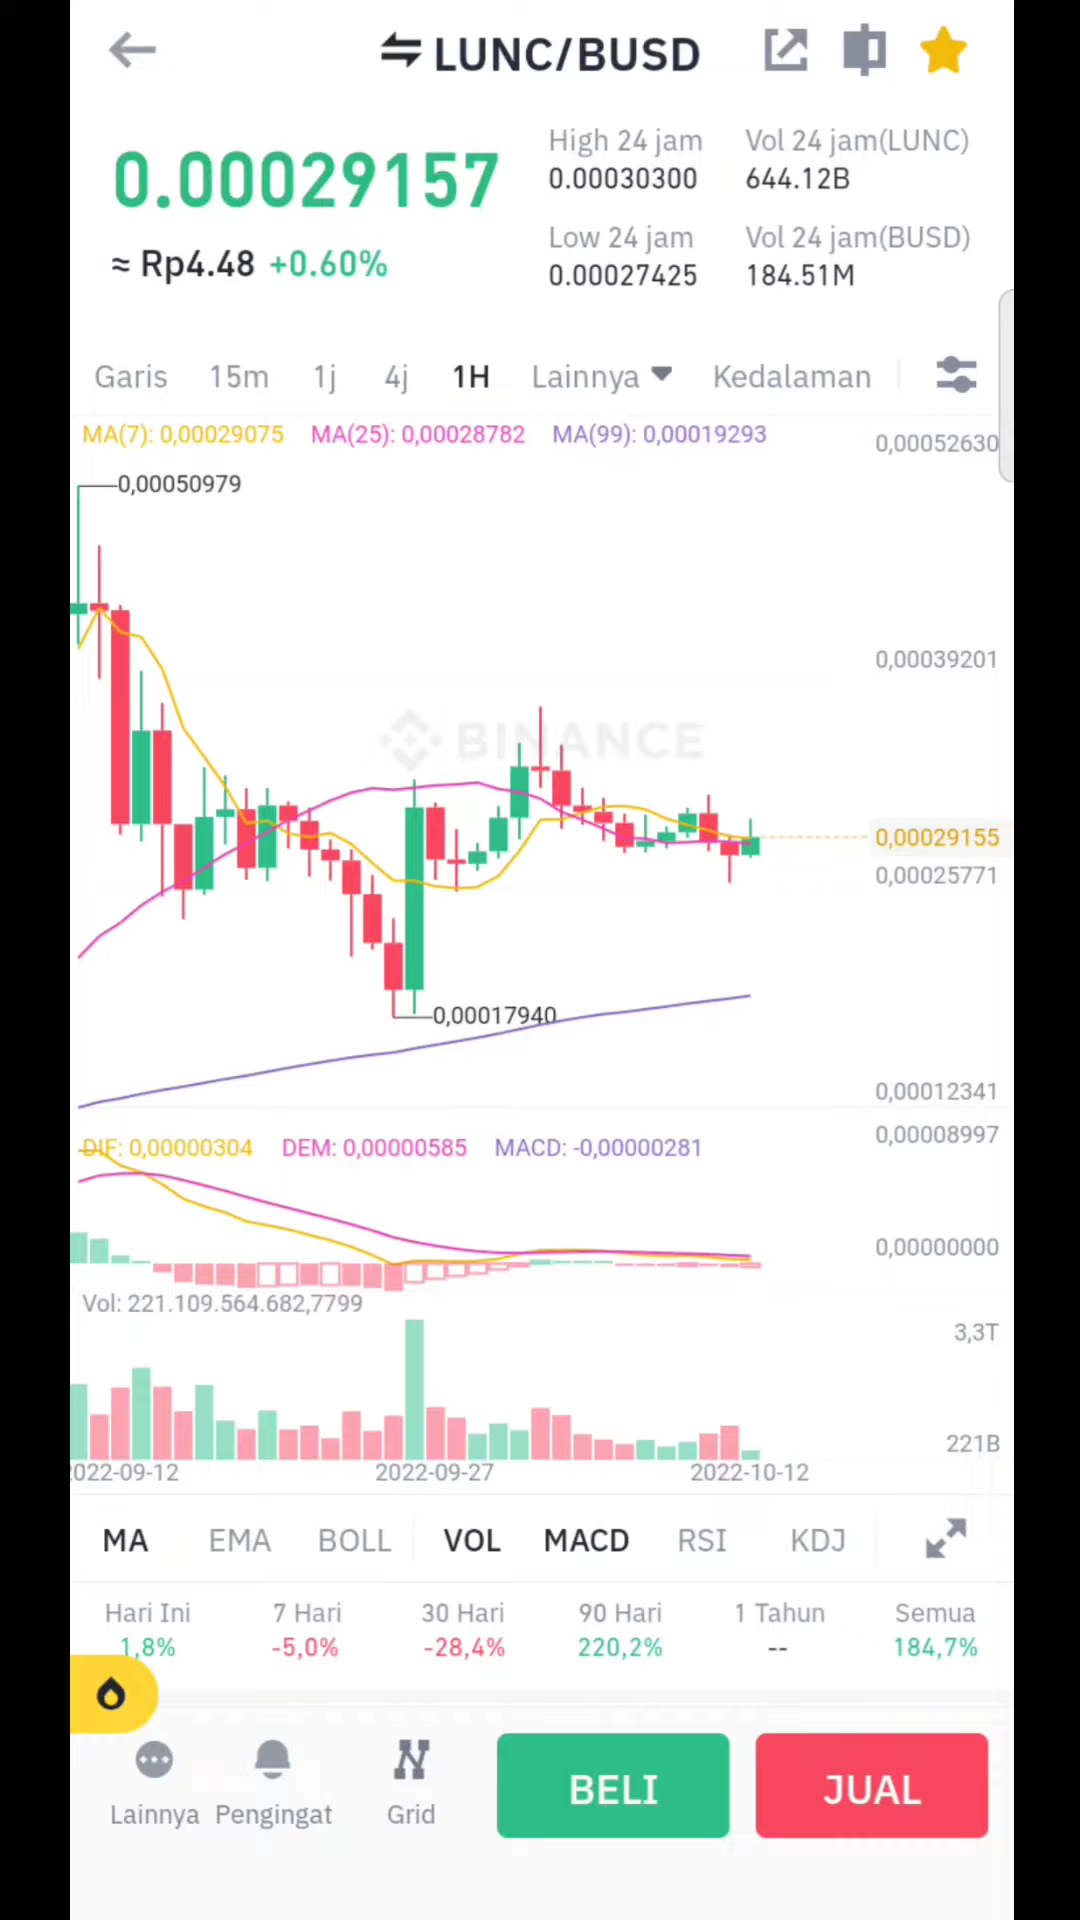 LUNC/BUSD
0.00029157
≈ Rp4.48 +0.60%
High 24 jam
0.00030300
Vol 24 jam(LUNC)
644.12B
Low 24 jam
0.00027425
Vol 24 jam(BUSD)
184.51M
Garis 15m 1j 4j 1H Lainnya Kedalaman
MA(7): 0,00029075 MA(25): 0,00028782 MA(99): 0,00019293
0,00052630
0,00050979
0,00039201
BINANCE
0,00029155
0,00025771
0,00017940
0,00012341
DIF: 0,00000304 DEM: 0,00000585 MACD: -0,00000281
0,00008997
0,00000000
Vol: 221.109.564.682,7799
3,3T
221B
2022-09-12 2022-09-27 2022-10-12
MA EMA BOLL VOL MACD RSI KDJ
Hari Ini 7 Hari 30 Hari 90 Hari 1 Tahun Semua
1,8% -5,0% -28,4% 220,2% -- 184,7%
Lainnya Pengingat Grid
BELI JUAL